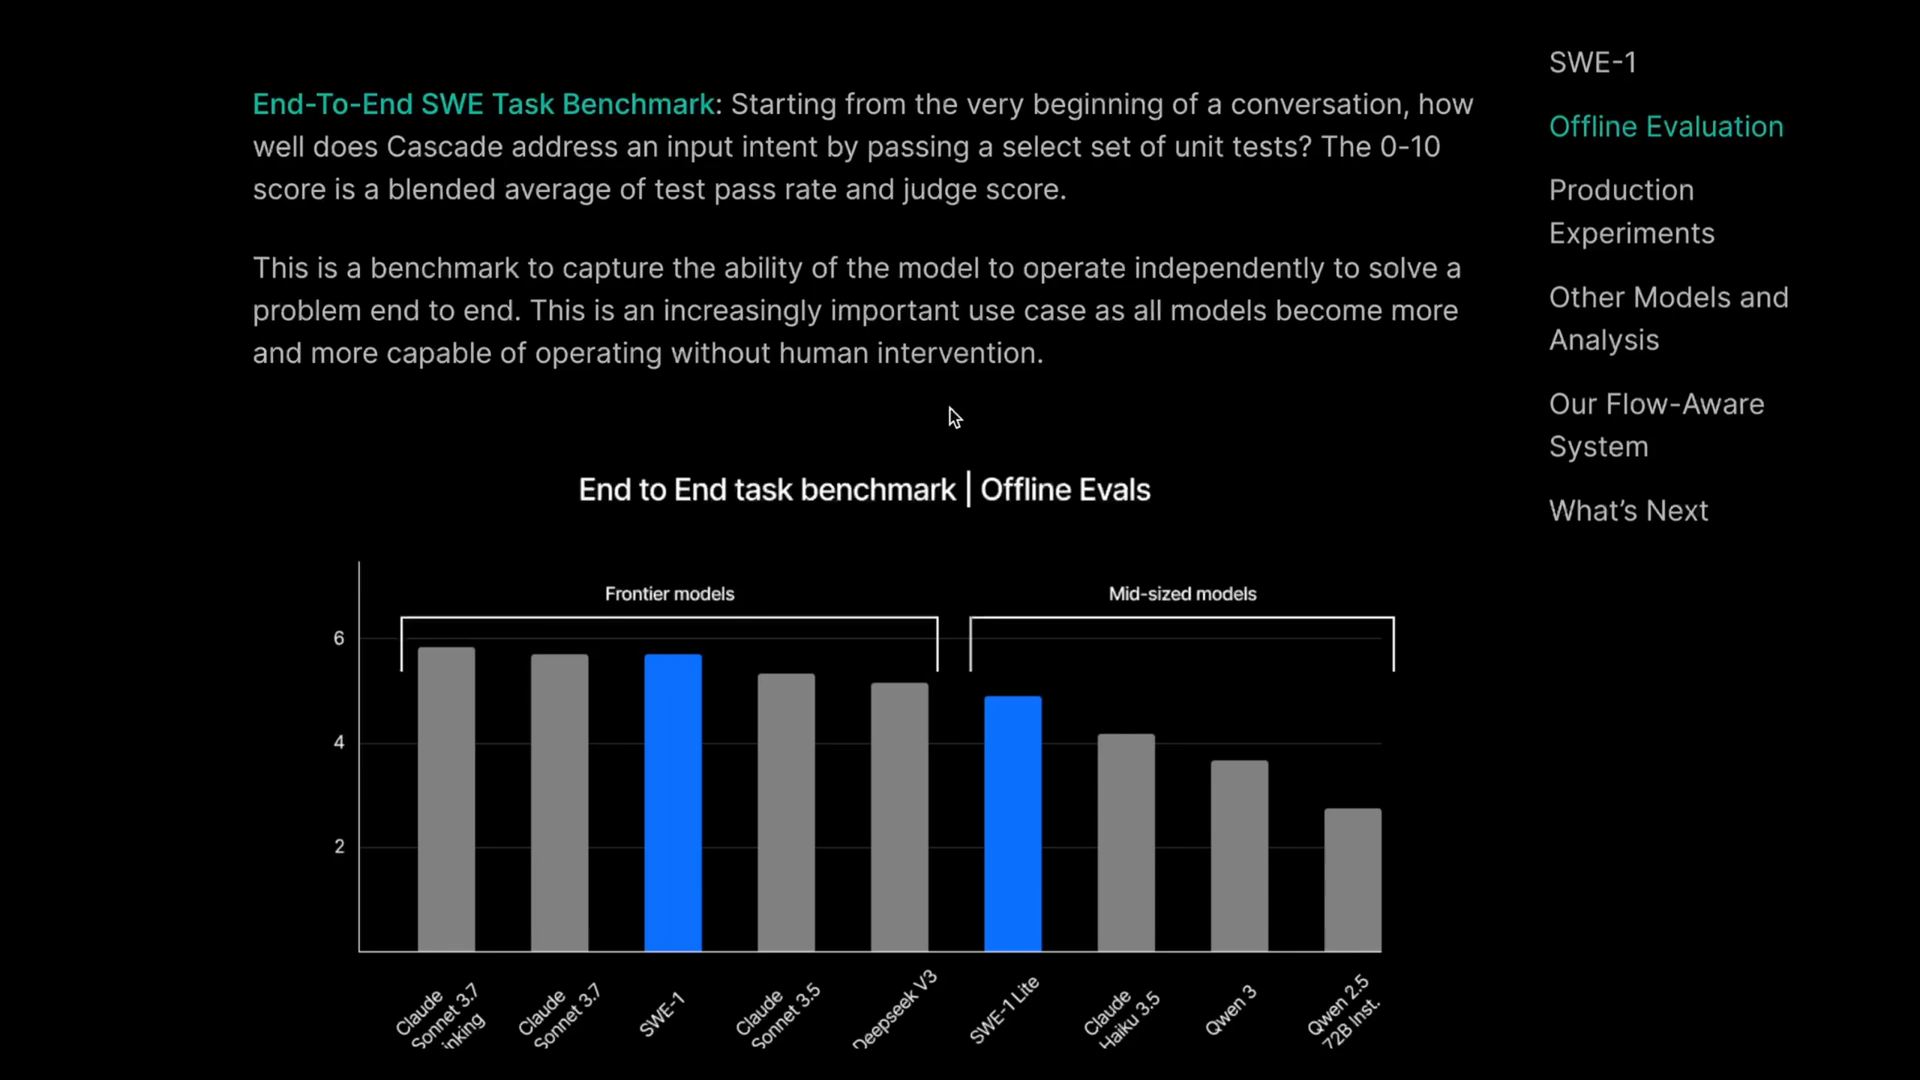 End-To-End SWE Task Benchmark: Starting from the very beginning of a conversation, how
well does Cascade address an input intent by passing a select set of unit tests? The 0-10
score is a blended average of test pass rate and judge score.
This is a benchmark to capture the ability of the model to operate independently to solve a
problem end to end. This is an increasingly important use case as all models become more
and more capable of operating without human intervention.
SWE-1
Offline Evaluation
Production
Experiments
Other Models and
Analysis
Our Flow-Aware
System
What's Next
End to End task benchmark | Offline Evals
Frontier models
Mid-sized models
6
4
2
Claude
Sonnet 3.7
inking
Claude
Sonnet 3.7
SWE-1
Claude
Sonnet 3.5
Deepseek V3
SWE-1 Lite
Claude
Haiku 3.5
Qwen 3
Qwen 2.5
72B Inst.